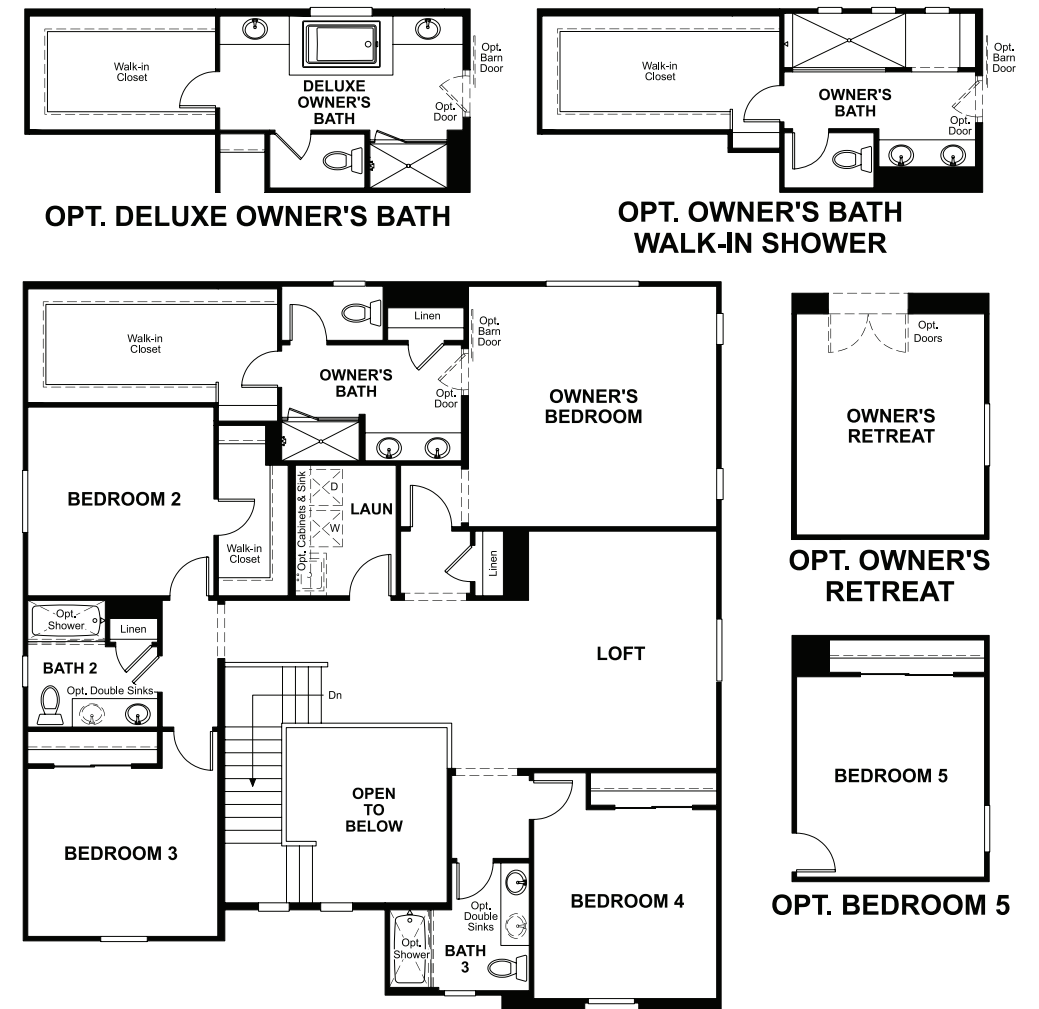 Walk-in
Closet
DELUXE
OWNER'S
BATH
Opt.
Barn
Door
Opt.
Door
OPT. DELUXE OWNER'S BATH
Walk-in
Closet
OWNER'S
BATH
Opt.
Barn
Door
Opt.
Door
OPT. OWNER'S BATH
WALK-IN SHOWER
Walk-in
Closet
Linen
Opt.
Barn
Door
OWNER'S
BATH
Opt.
Door
OWNER'S
BEDROOM
Opt.
Doors
OWNER'S
RETREAT
OPT. OWNER'S
RETREAT
BEDROOM 2
Walk-in
Closet
** Opt. Cabinets & Sink
D
W
LAUN
Linen
Opt.
Shower
Linen
BATH 2
Opt. Double Sinks
LOFT
Dn
OPEN
TO
BELOW
BEDROOM 3
BEDROOM 4
Opt.
Double
Sinks
Opt.
Shower
BATH
3
BEDROOM 5
OPT. BEDROOM 5